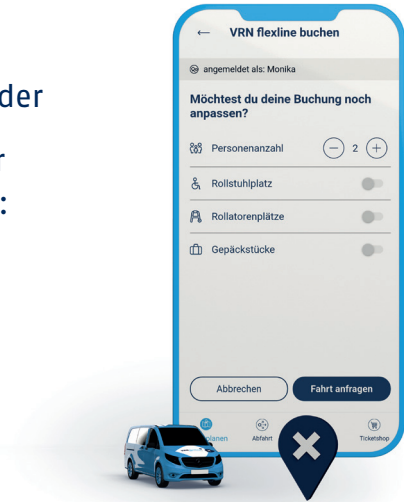 der
r
:
← VRN flexline buchen
angemeldet als: Monika
Möchtest du deine Buchung noch
anpassen?
Personenanzahl 2
Rollstuhlplatz
Rollatorenplätze
Gepäckstücke
Abbrechen Fahrt anfragen
planen Abfahrt Ticketshop